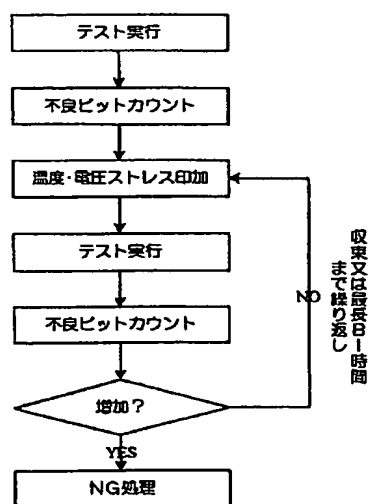 テスト実行
不良ビットカウント
温度・電圧ストレス印加
テスト実行
不良ビットカウント
増加?
YES
NG処理
NO
収束又は最長BI時間
まで繰り返し